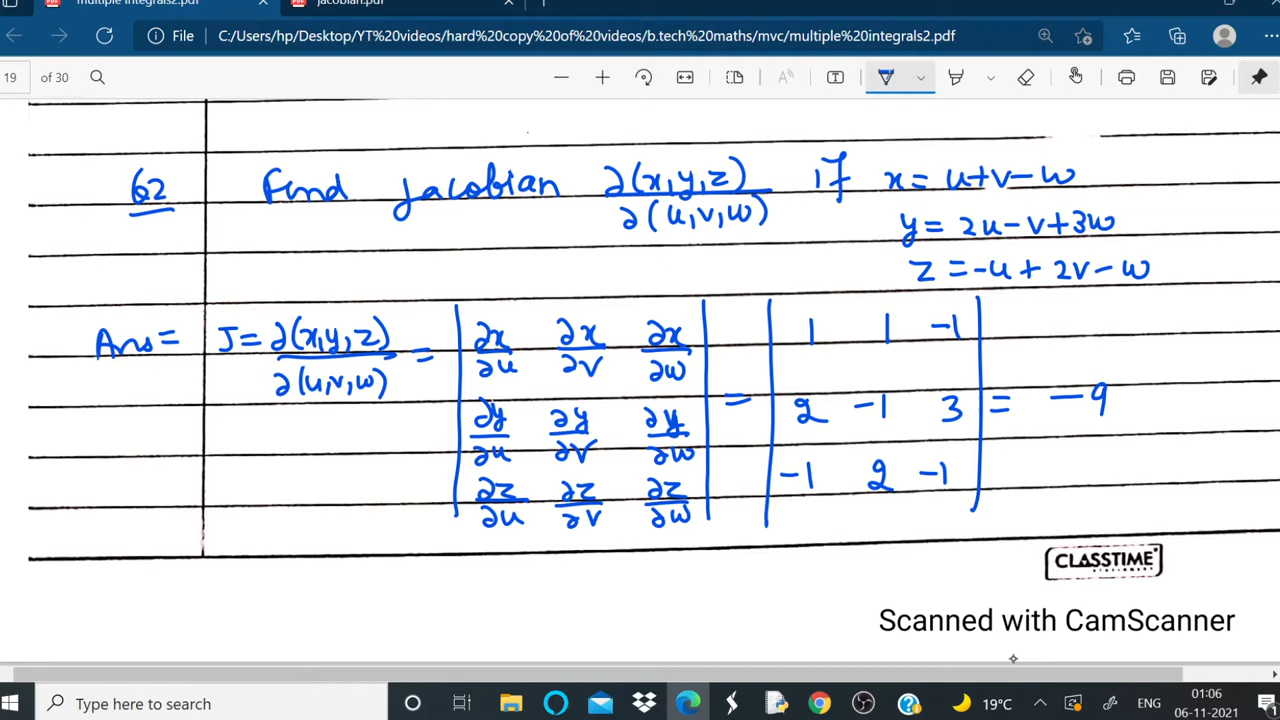 multiple integrals2.pdf
jacobian.pdf
File C:/Users/hp/Desktop/YT%20videos/hard%20copy%20of%20videos/b.tech%20maths/mvc/multiple%20integrals2.pdf
19 of 30
Q2 Find jacobian ∂(x,y,z)/∂(u,v,w) if x = u+v-w
y = 2u-v+3w
z = -u+2v-w
Ans = J = ∂(x,y,z)/∂(u,v,w) = | ∂x/∂u ∂x/∂v ∂x/∂w | = | 1 1 -1 |
| ∂y/∂u ∂y/∂v ∂y/∂w | | 2 -1 3 | = -9
| ∂z/∂u ∂z/∂v ∂z/∂w | | -1 2 -1 |
CLASSTIME
Scanned with CamScanner
Type here to search
19°C
ENG
01:06
06-11-2021